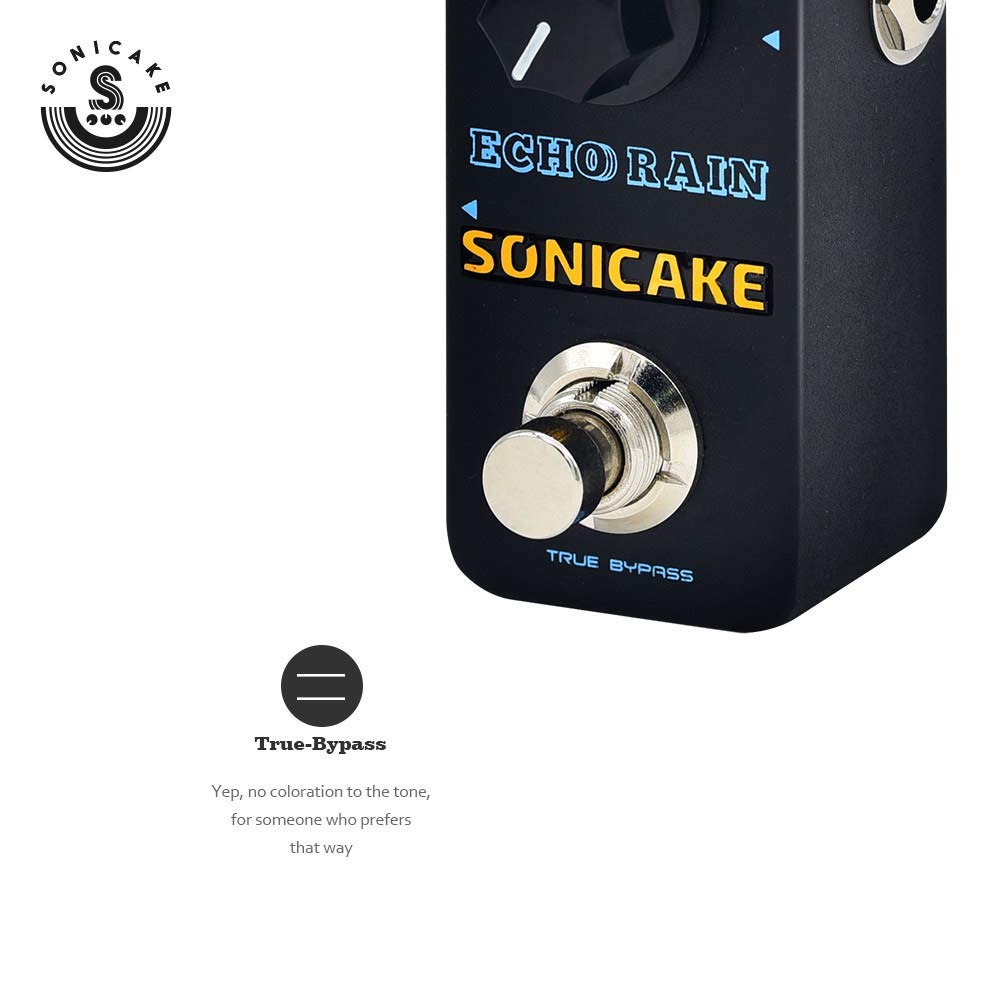 SONICAKE
S
ECHO RAIN
SONICAKE
TRUE BYPASS
True-Bypass
Yep, no coloration to the tone,
for someone who prefers
that way